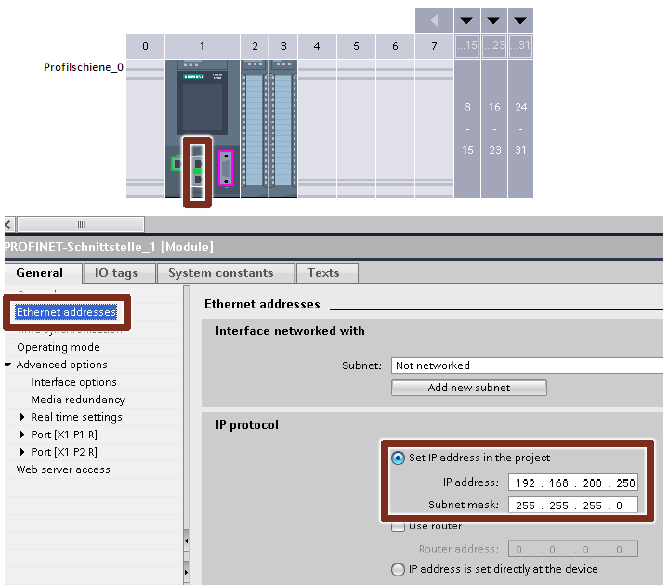 ...15 ...23 ...31
0 1 2 3 4 5 6 7
Profilschiene_0
SIEMENS
8 16 24
- - -
15 23 31
PROFINET-Schnittstelle_1 [Module]
General IO tags System constants Texts
Ethernet addresses
Operating mode
Advanced options
Interface options
Media redundancy
Real time settings
Port [X1 P1 R]
Port [X1 P2 R]
Web server access
Ethernet addresses
Interface networked with
Subnet: Not networked
Add new subnet
IP protocol
Set IP address in the project
IP address: 192 . 168 . 200 . 250
Subnet mask: 255 . 255 . 255 . 0
Use router
Router address: 0 . 0 . 0 . 0
IP address is set directly at the device